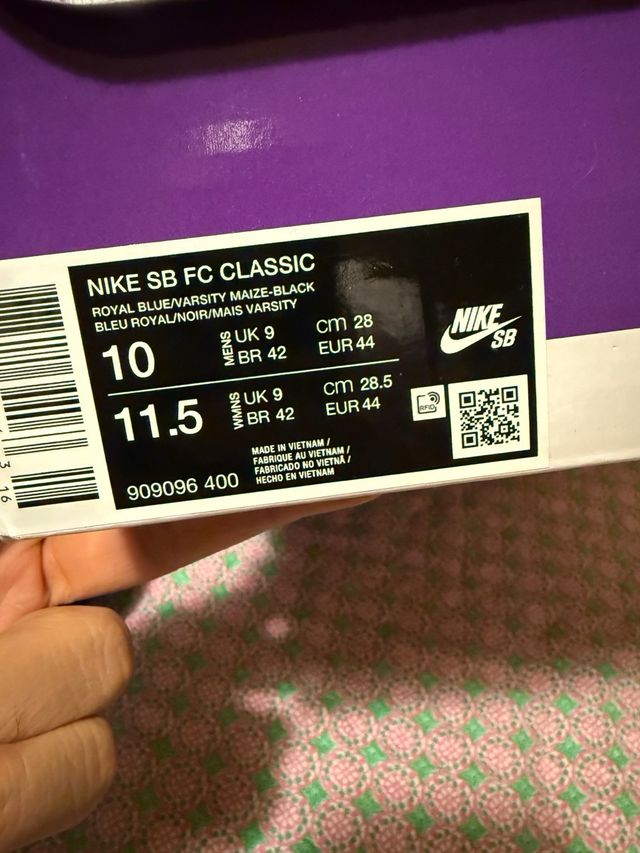 NIKE SB FC CLASSIC
ROYAL BLUE/VARSITY MAIZE-BLACK
BLEU ROYAL/NOIR/MAIS VARSITY
10
MENS
UK 9
BR 42
cm 28
EUR 44
11.5
WMNS
UK 9
BR 42
cm 28.5
EUR 44
MADE IN VIETNAM /
FABRIQUE AU VIETNAM /
FABRICADO NO VIETNÃ /
HECHO EN VIETNAM
909096 400
NIKE
SB
RFID
3 16